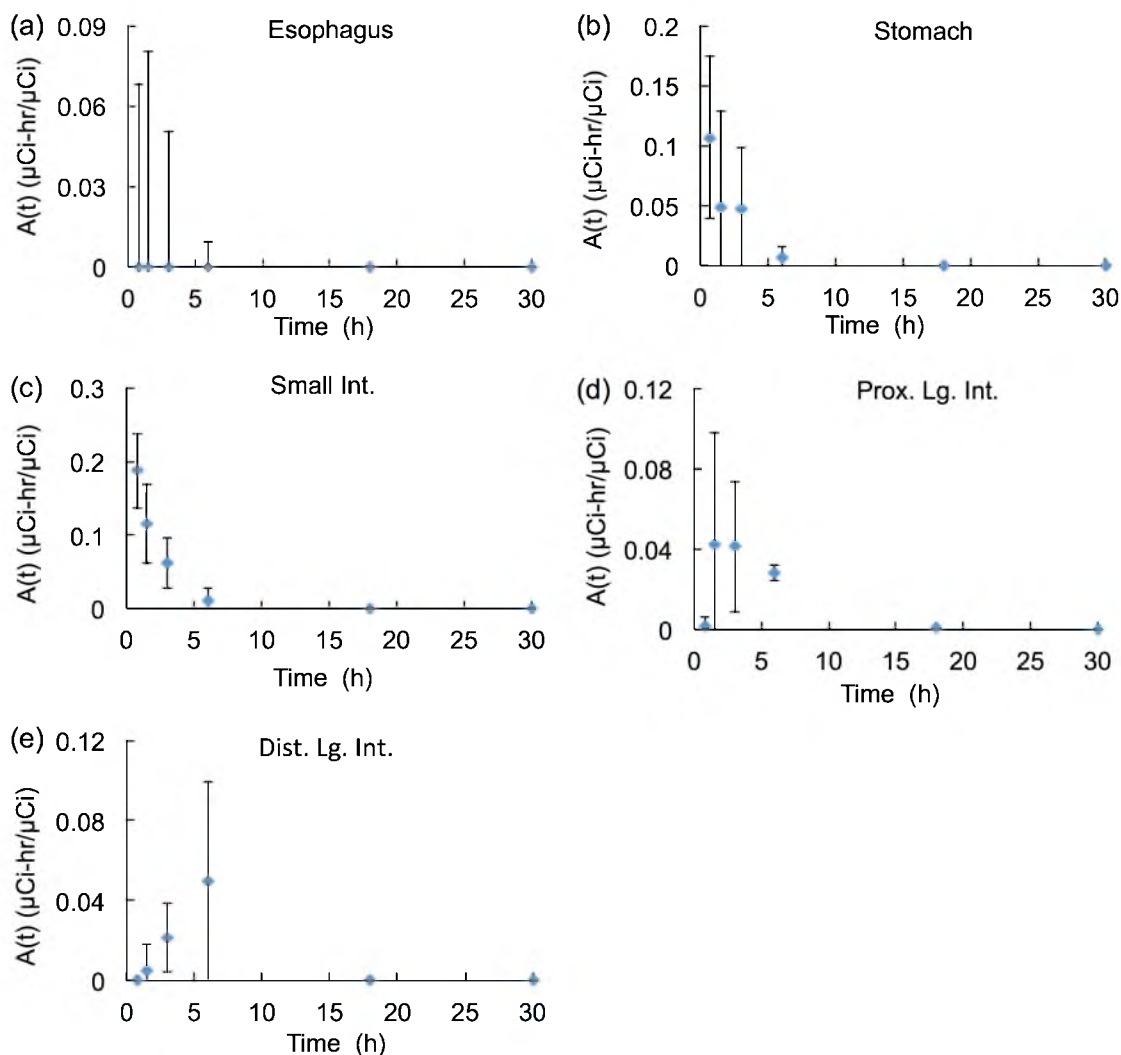 (a) Esophagus
A(t) (µCi-hr/µCi)
0.09
0.06
0.03
0
0 5 10 15 20 25 30
Time (h)
(b) Stomach
A(t) (µCi-hr/µCi)
0.2
0.15
0.1
0.05
0
0 5 10 15 20 25 30
Time (h)
(c) Small Int.
A(t) (µCi-hr/µCi)
0.3
0.2
0.1
0
0 5 10 15 20 25 30
Time (h)
(d) Prox. Lg. Int.
A(t) (µCi-hr/µCi)
0.12
0.08
0.04
0
0 5 10 15 20 25 30
Time (h)
(e) Dist. Lg. Int.
A(t) (µCi-hr/µCi)
0.12
0.08
0.04
0
0 5 10 15 20 25 30
Time (h)